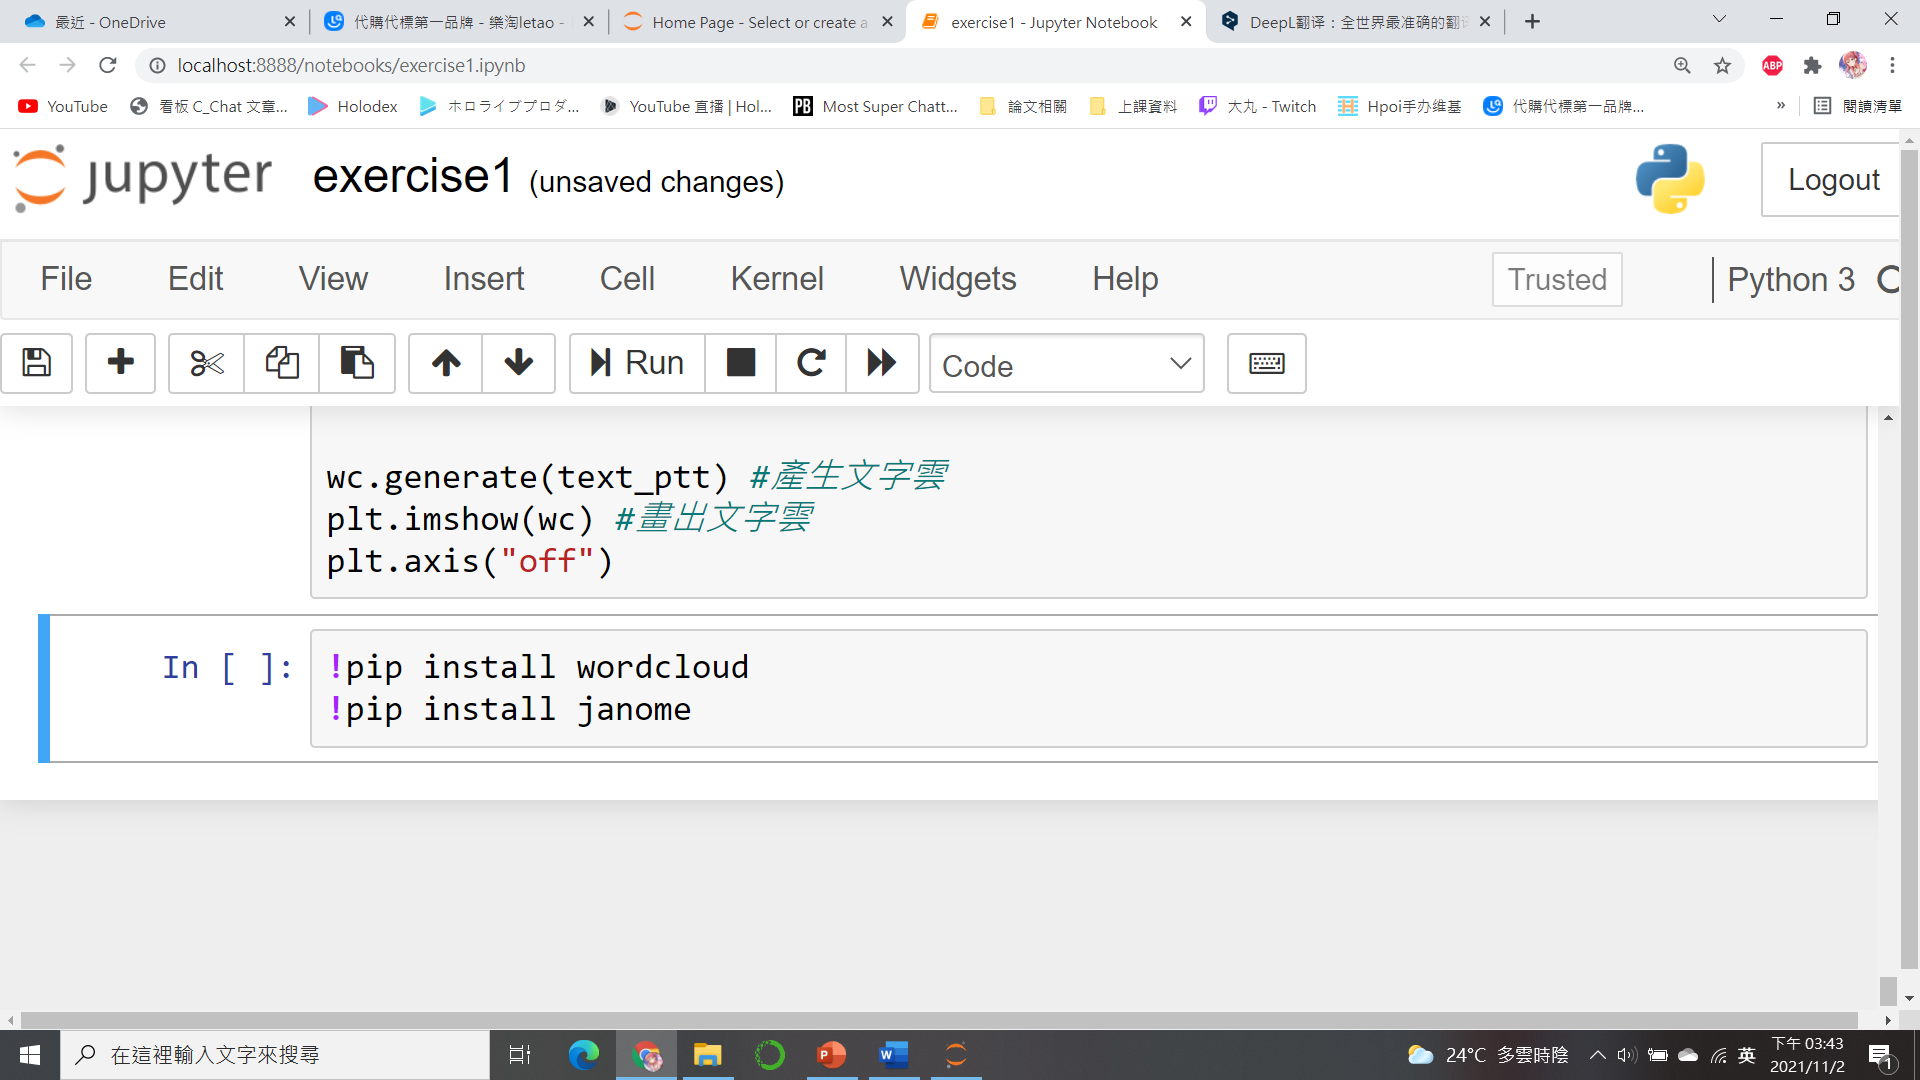 最近 - OneDrive
代購代標第一品牌 - 樂淘letao -
Home Page - Select or create a
exercise1 - Jupyter Notebook
DeepL翻译：全世界最准确的翻译
localhost:8888/notebooks/exercise1.ipynb
ABP
YouTube
看板 C_Chat 文章...
Holodex
ホロライブプロダ...
YouTube 直播 | Hol...
PB
Most Super Chatt...
論文相關
上課資料
大丸 - Twitch
Hpoi手办维基
代購代標第一品牌...
»
閱讀清單
jupyter
exercise1 (unsaved changes)
Logout
File
Edit
View
Insert
Cell
Kernel
Widgets
Help
Trusted
Python 3
Run
Code
wc.generate(text_ptt) #產生文字雲
plt.imshow(wc) #畫出文字雲
plt.axis("off")
In [ ]:
!pip install wordcloud
!pip install janome
在這裡輸入文字來搜尋
24°C 多雲時陰
英
下午 03:43
2021/11/2
1